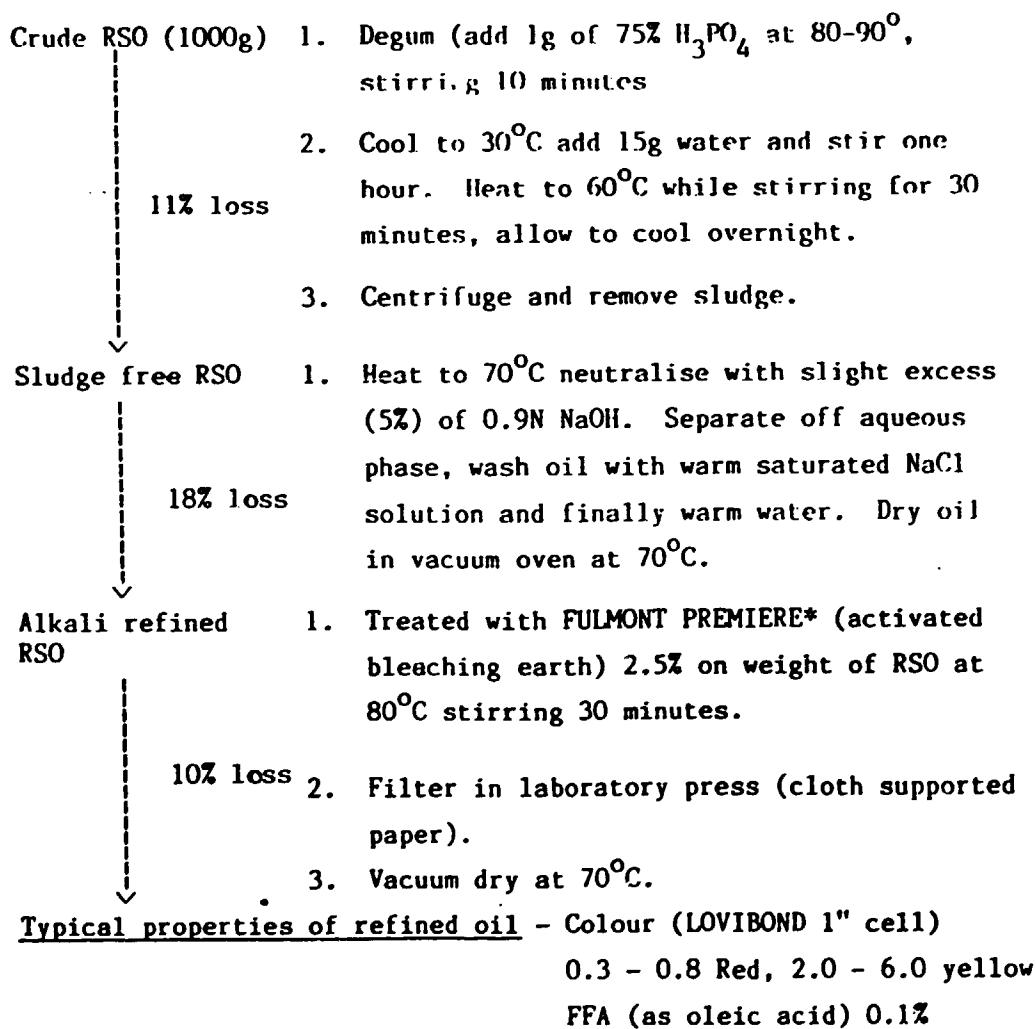 Crude RSO (1000g) 1. Degum (add 1g of 75% H₃PO₄ at 80-90°,
stirri.g 10 minutes
2. Cool to 30°C add 15g water and stir one
hour. Heat to 60°C while stirring for 30
minutes, allow to cool overnight.
11% loss
3. Centrifuge and remove sludge.
Sludge free RSO 1. Heat to 70°C neutralise with slight excess
(5%) of 0.9N NaOH. Separate off aqueous
phase, wash oil with warm saturated NaCl
solution and finally warm water. Dry oil
in vacuum oven at 70°C.
18% loss
Alkali refined
RSO
1. Treated with FULMONT PREMIERE* (activated
bleaching earth) 2.5% on weight of RSO at
80°C stirring 30 minutes.
10% loss
2. Filter in laboratory press (cloth supported
paper).
3. Vacuum dry at 70°C.
Typical properties of refined oil - Colour (LOVIBOND 1" cell)
0.3 - 0.8 Red, 2.0 - 6.0 yellow
FFA (as oleic acid) 0.1%